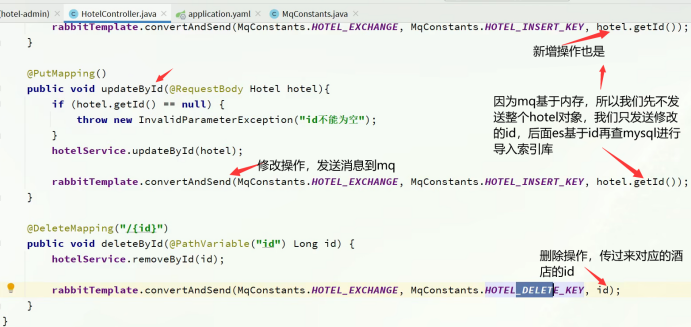 (hotel-admin) × HotelController.java × application.yaml × MqConstants.java ×
rabbitTemplate.convertAndSend(MqConstants.HOTEL_EXCHANGE, MqConstants.HOTEL_INSERT_KEY, hotel.getId());
}
新增操作也是
@PutMapping()
public void updateById(@RequestBody Hotel hotel){
if (hotel.getId() == null) {
throw new InvalidParameterException("id不能为空");
}
hotelService.updateById(hotel);
因为mq基于内存，所以我们先不发
送整个hotel对象，我们只发送修改
的id，后面es基于id再查mysql进行
导入索引库
修改操作，发送消息到mq
rabbitTemplate.convertAndSend(MqConstants.HOTEL_EXCHANGE, MqConstants.HOTEL_INSERT_KEY, hotel.getId());
}
@DeleteMapping("/{id}")
public void deleteById(@PathVariable("id") Long id) {
hotelService.removeById(id);
删除操作，传过来对应的酒
店的id
rabbitTemplate.convertAndSend(MqConstants.HOTEL_EXCHANGE, MqConstants.HOTEL_DELETE_KEY, id);
}
}